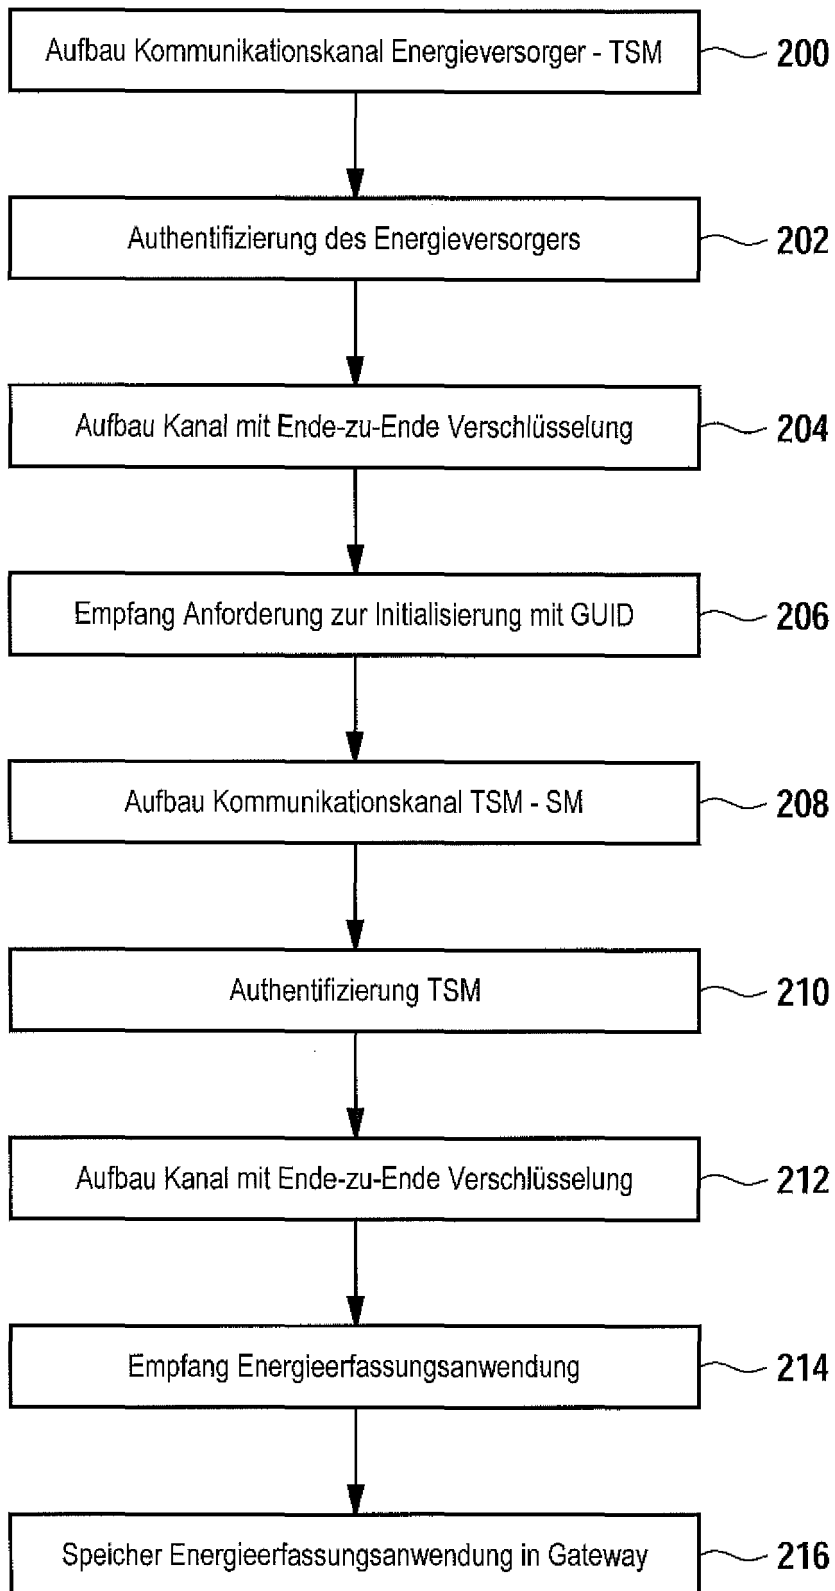 Aufbau Kommunikationskanal Energieversorger - TSM 200
Authentifizierung des Energieversorgers 202
Aufbau Kanal mit Ende-zu-Ende Verschlüsselung 204
Empfang Anforderung zur Initialisierung mit GUID 206
Aufbau Kommunikationskanal TSM - SM 208
Authentifizierung TSM 210
Aufbau Kanal mit Ende-zu-Ende Verschlüsselung 212
Empfang Energieerfassungsanwendung 214
Speicher Energieerfassungsanwendung in Gateway 216